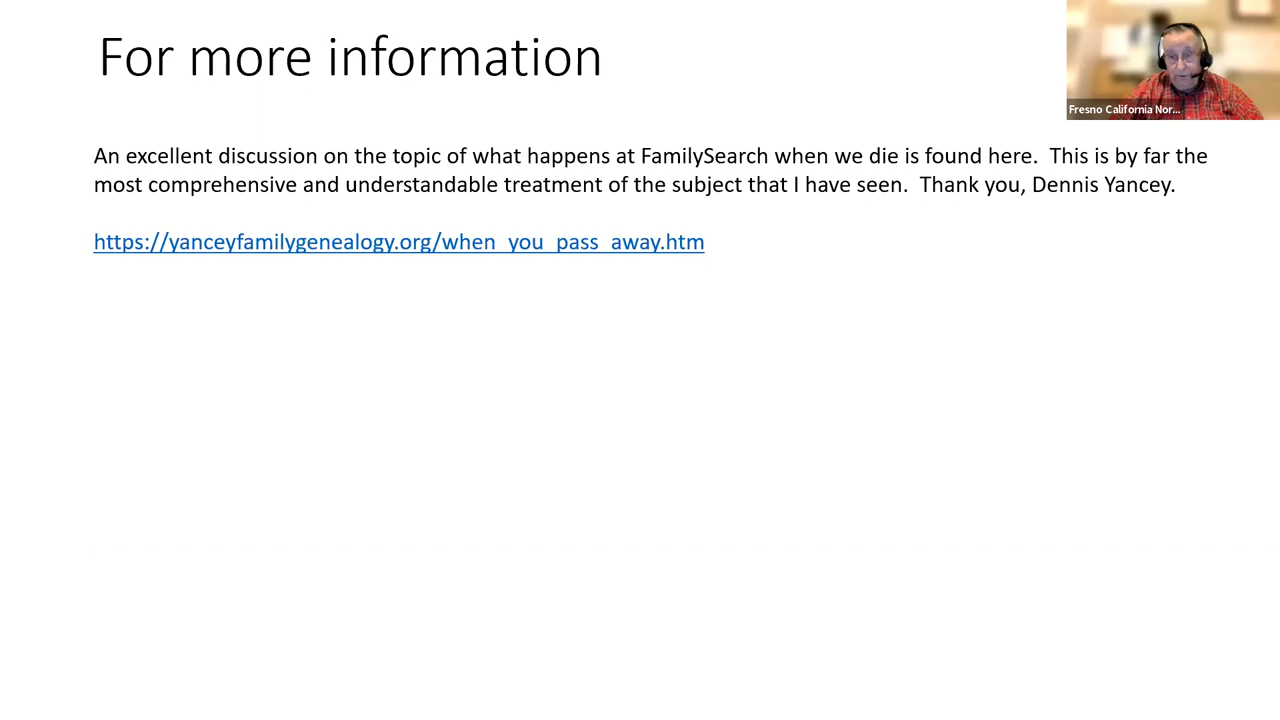 For more information
Fresno California Nor...
An excellent discussion on the topic of what happens at FamilySearch when we die is found here.  This is by far the
most comprehensive and understandable treatment of the subject that I have seen.  Thank you, Dennis Yancey.
https://yanceyfamilygenealogy.org/when_you_pass_away.htm